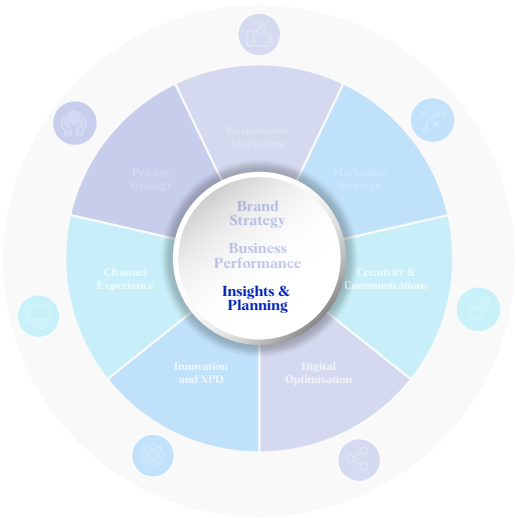 Responsible
Marketing
Pricing
Strategy
Marketing
Strategy
Brand
Strategy
Business
Performance
Insights &
Planning
Channel
Experience
Creativity &
Communications
Innovation
and NPD
Digital
Optimisation